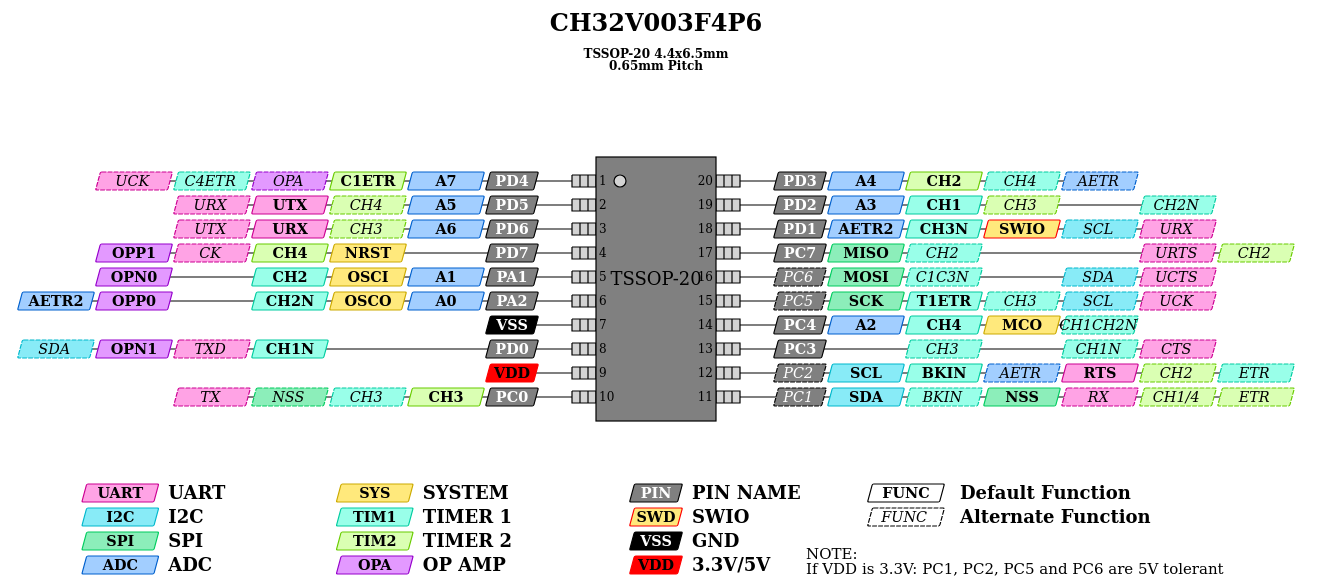 CH32V003F4P6
TSSOP-20 4.4x6.5mm
0.65mm Pitch
UCK C4ETR OPA C1ETR A7 PD4 1 20 PD3 A4 CH2 CH4 AETR
URX UTX CH4 A5 PD5 2 19 PD2 A3 CH1 CH3 CH2N
UTX URX CH3 A6 PD6 3 18 PD1 AETR2 CH3N SWIO SCL URX
OPP1 CK CH4 NRST PD7 4 17 PC7 MISO CH2 URTS CH2
OPN0 CH2 OSCI A1 PA1 5 TSSOP-20 16 PC6 MOSI C1C3N SDA UCTS
AETR2 OPP0 CH2N OSCO A0 PA2 6 15 PC5 SCK T1ETR CH3 SCL UCK
VSS 7 14 PC4 A2 CH4 MCO CH1CH2N
SDA OPN1 TXD CH1N PD0 8 13 PC3 CH3 CH1N CTS
VDD 9 12 PC2 SCL BKIN AETR RTS CH2 ETR
TX NSS CH3 CH3 PC0 10 11 PC1 SDA BKIN NSS RX CH1/4 ETR
UART UART SYS SYSTEM PIN PIN NAME FUNC Default Function
I2C I2C TIM1 TIMER 1 SWD SWIO FUNC Alternate Function
SPI SPI TIM2 TIMER 2 VSS GND
ADC ADC OPA OP AMP VDD 3.3V/5V
NOTE:
If VDD is 3.3V: PC1, PC2, PC5 and PC6 are 5V tolerant